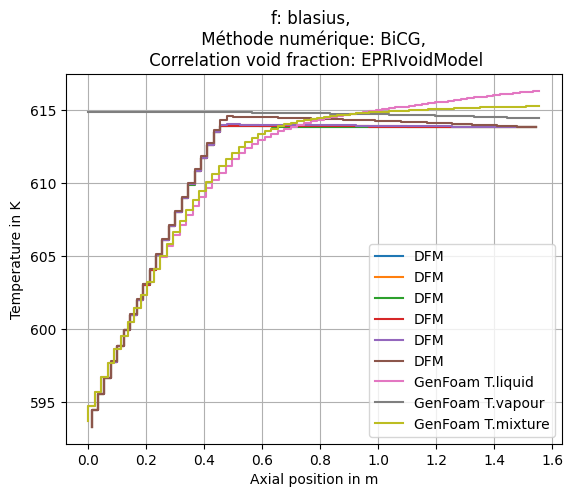 f: blasius,
Méthode numérique: BiCG,
Correlation void fraction: EPRIvoidModel
Temperature in K
615
610
605
600
595
DFM
DFM
DFM
DFM
DFM
DFM
GenFoam T.liquid
GenFoam T.vapour
GenFoam T.mixture
0.0 0.2 0.4 0.6 0.8 1.0 1.2 1.4 1.6
Axial position in m